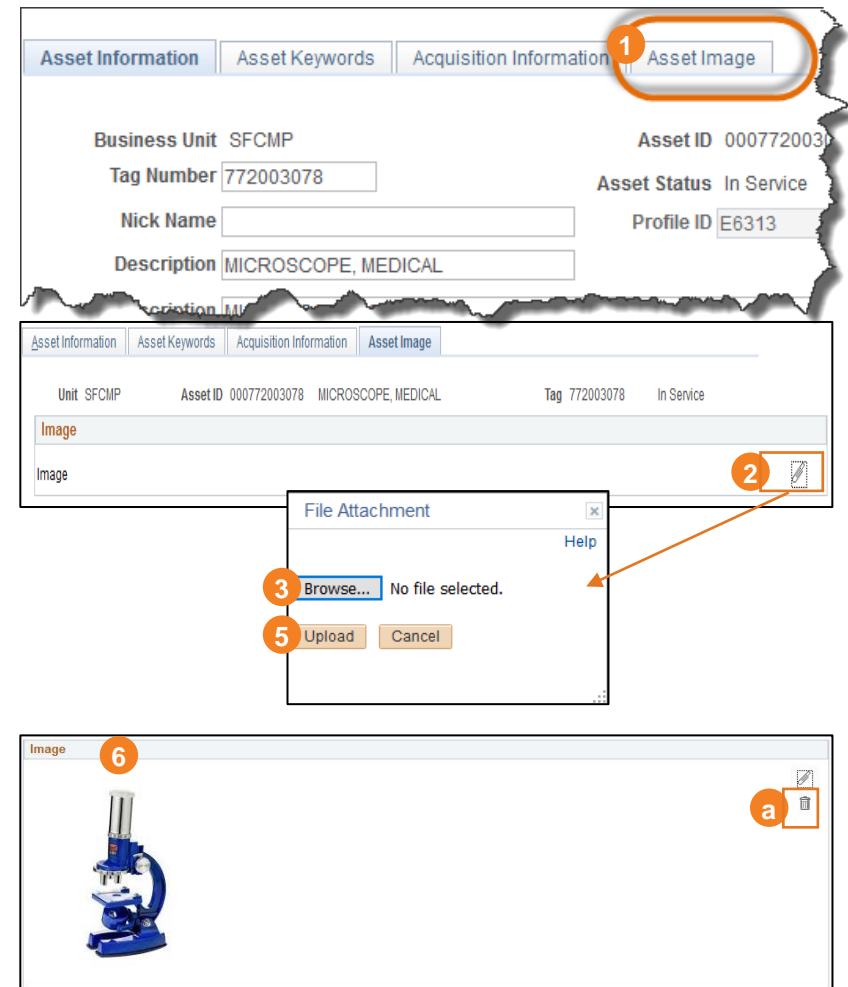 1
Asset Information Asset Keywords Acquisition Information Asset Image
Business Unit SFCMP Asset ID 000772003
Tag Number 772003078 Asset Status In Service
Nick Name Profile ID E6313
Description MICROSCOPE, MEDICAL
Asset Information Asset Keywords Acquisition Information Asset Image
Unit SFCMP Asset ID 000772003078 MICROSCOPE, MEDICAL Tag 772003078 In Service
Image
Image 2
File Attachment
Help
3 Browse... No file selected.
5 Upload Cancel
Image 6
a